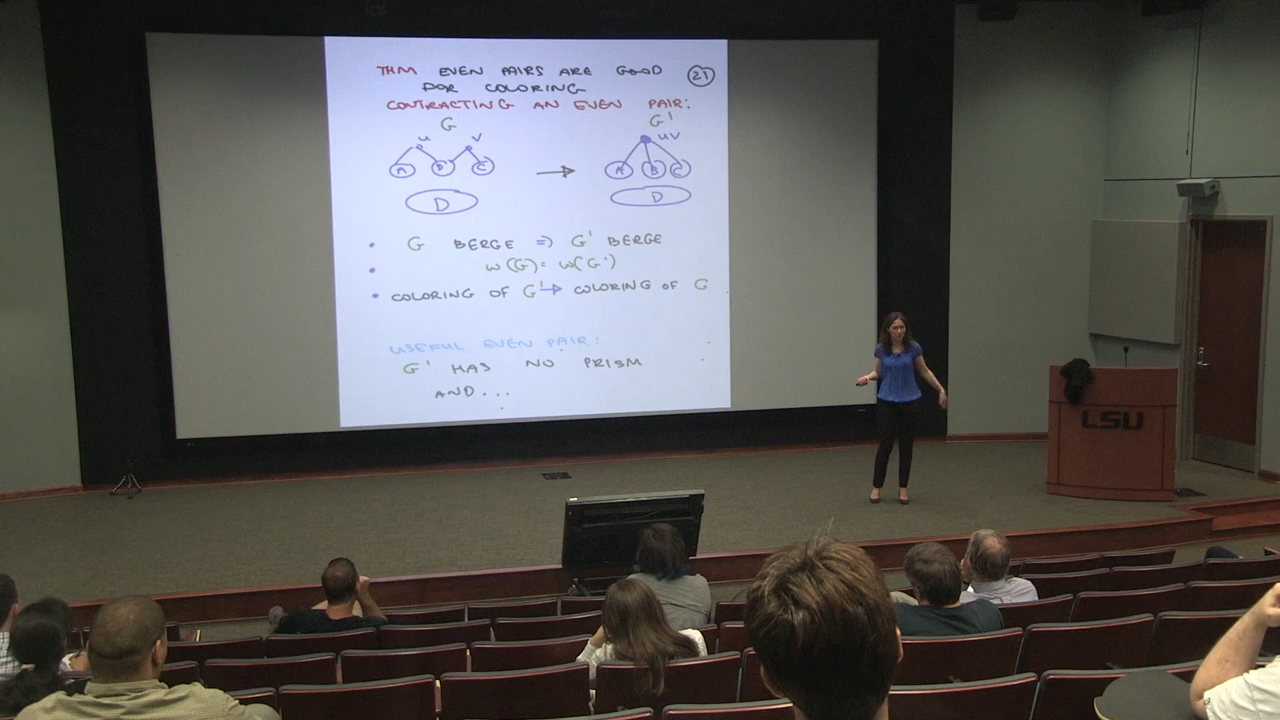 THM EVEN PAIRS ARE GOOD (21)
FOR COLORING
CONTRACTING AN EVEN PAIR:
G G'
u v uv
A B C → A B C
D D
• G BERGE ⇒ G' BERGE
• ω(G) = ω(G')
• COLORING OF G' ↦ COLORING OF G
USEFUL EVEN PAIR:
G' HAS NO PRISM
AND...
LSU